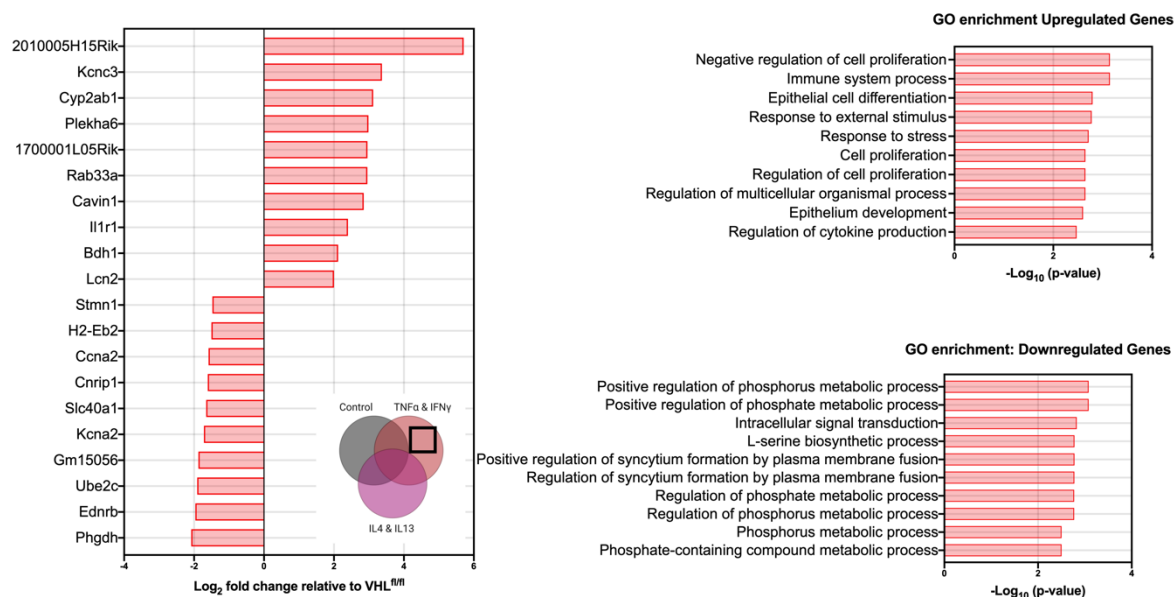 2010005H15Rik
Kcnc3
Cyp2ab1
Plekha6
1700001L05Rik
Rab33a
Cavin1
Il1r1
Bdh1
Lcn2
Stmn1
H2-Eb2
Ccna2
Cnrip1
Slc40a1
Kcna2
Gm15056
Ube2c
Ednrb
Phgdh
-4 -2 0 2 4 6
Log2 fold change relative to VHLfl/fl
Control
TNFα & IFNγ
IL4 & IL13
GO enrichment Upregulated Genes
Negative regulation of cell proliferation
Immune system process
Epithelial cell differentiation
Response to external stimulus
Response to stress
Cell proliferation
Regulation of cell proliferation
Regulation of multicellular organismal process
Epithelium development
Regulation of cytokine production
0 2 4
-Log10 (p-value)
GO enrichment: Downregulated Genes
Positive regulation of phosphorus metabolic process
Positive regulation of phosphate metabolic process
Intracellular signal transduction
L-serine biosynthetic process
Positive regulation of syncytium formation by plasma membrane fusion
Regulation of syncytium formation by plasma membrane fusion
Regulation of phosphate metabolic process
Regulation of phosphorus metabolic process
Phosphorus metabolic process
Phosphate-containing compound metabolic process
0 2 4
-Log10 (p-value)